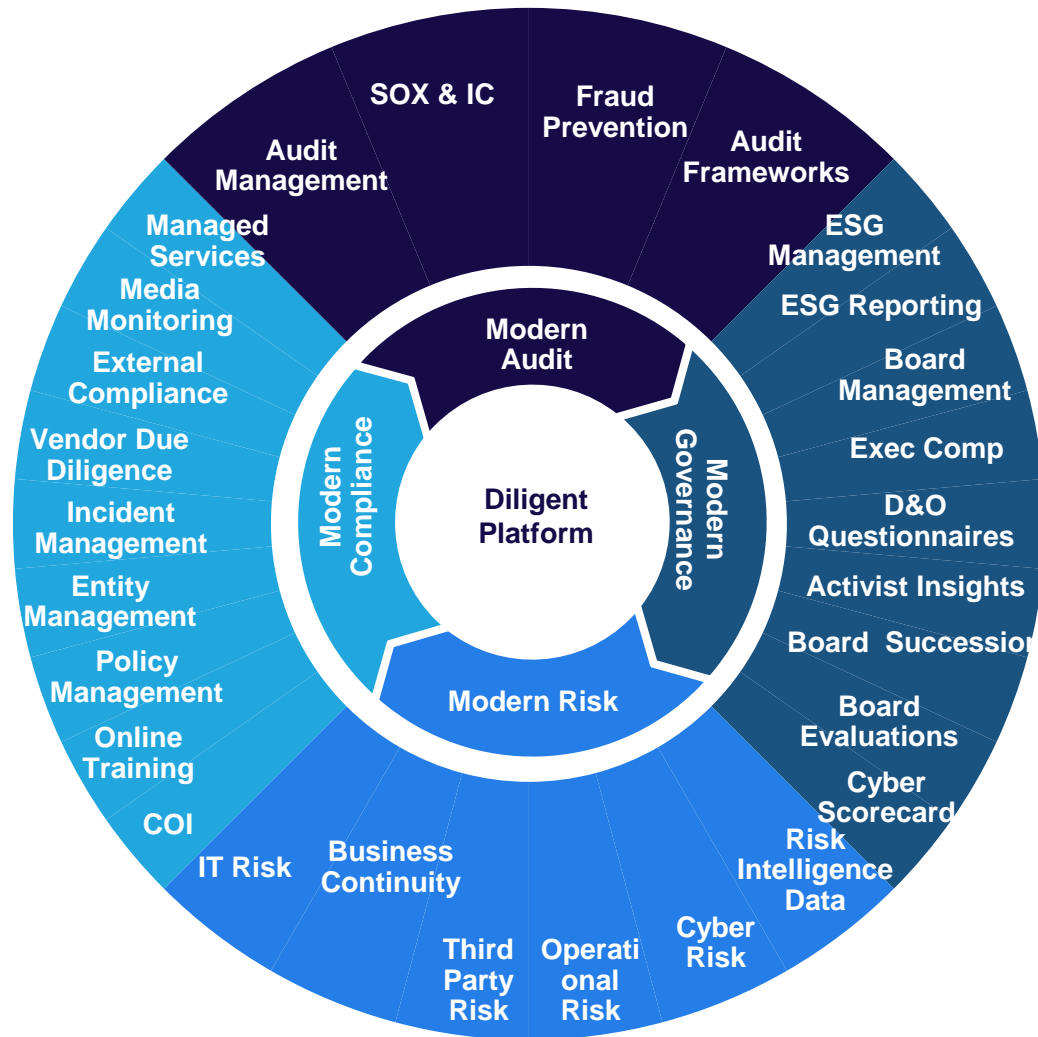 SOX & IC
Fraud
Prevention
Audit
Management
Audit
Frameworks
Managed
Services
ESG
Management
Media
Monitoring
ESG Reporting
External
Compliance
Board
Management
Vendor Due
Diligence
Exec Comp
Incident
Management
D&O
Questionnaires
Entity
Management
Activist Insights
Policy
Management
Board Succession
Online
Training
Board
Evaluations
COI
Cyber
Scorecard
IT Risk
Business
Continuity
Risk
Intelligence
Data
Third
Party
Risk
Operati
onal
Risk
Cyber
Risk
Modern
Audit
Modern
Compliance
Modern
Governance
Modern Risk
Diligent
Platform